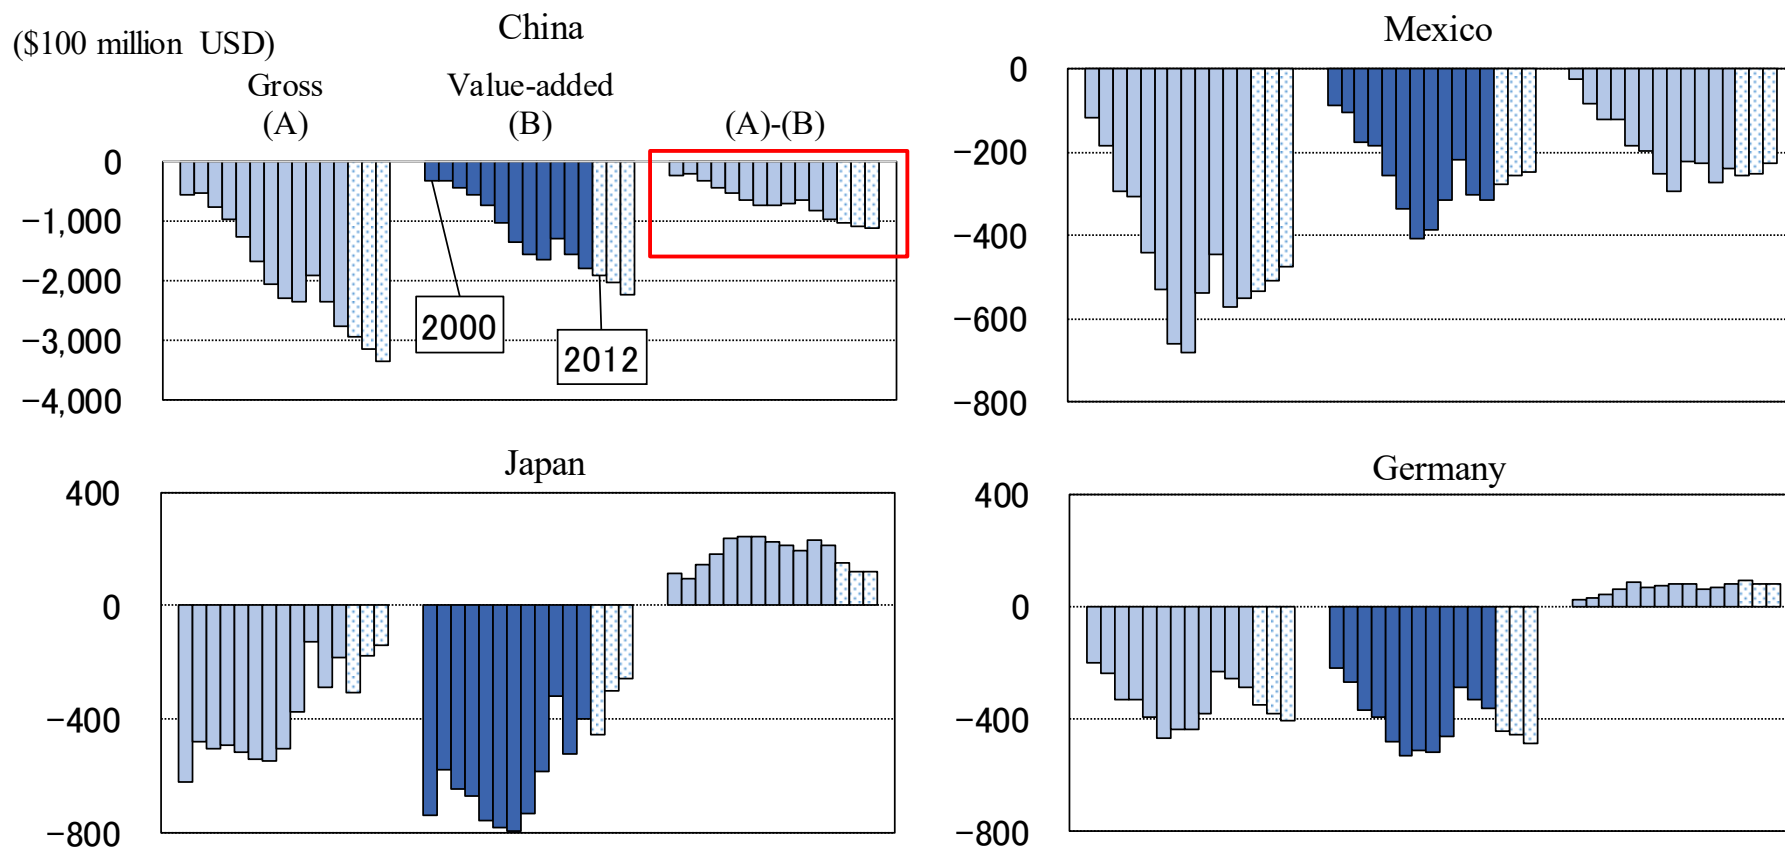 ($100 million USD)
China
Gross
(A)
Value-added
(B)
(A)-(B)
0
−1,000
−2,000
−3,000
−4,000
2000
2012
Mexico
0
−200
−400
−600
−800
Japan
400
0
−400
−800
Germany
400
0
−400
−800